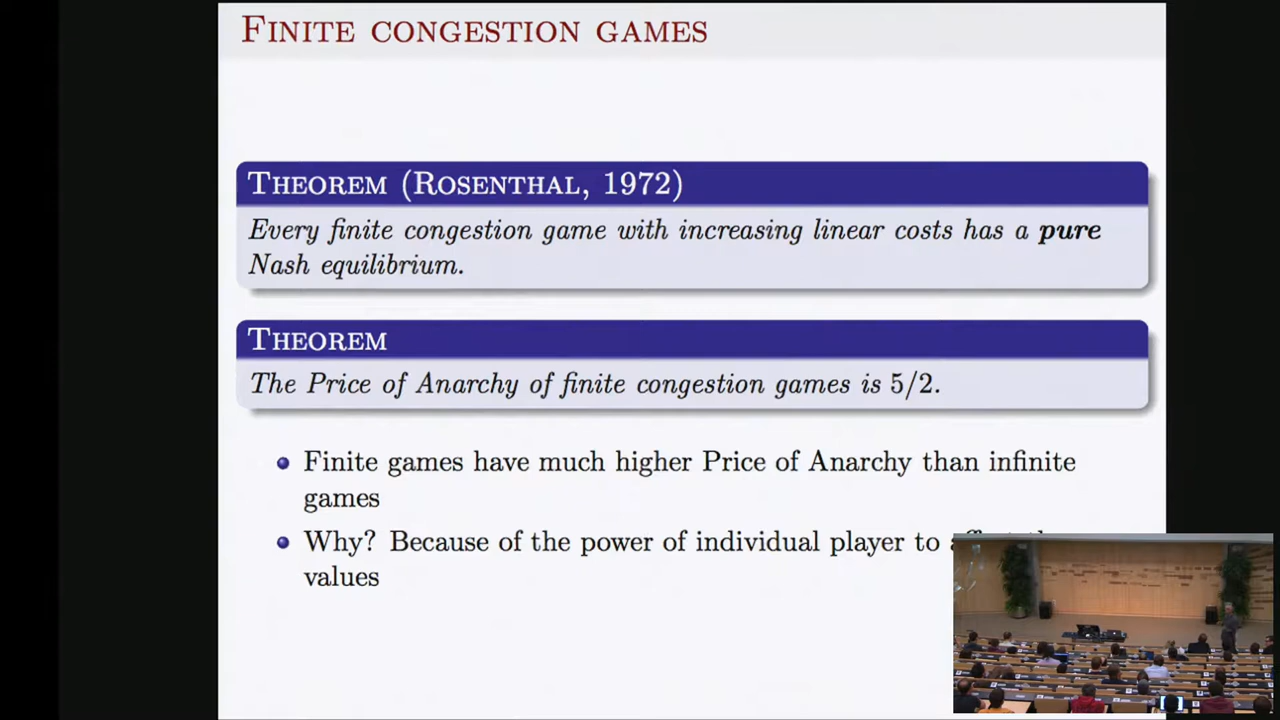 FINITE CONGESTION GAMES
THEOREM (ROSENTHAL, 1972)
Every finite congestion game with increasing linear costs has a pure
Nash equilibrium.
THEOREM
The Price of Anarchy of finite congestion games is 5/2.
Finite games have much higher Price of Anarchy than infinite
games
Why? Because of the power of individual player to
values